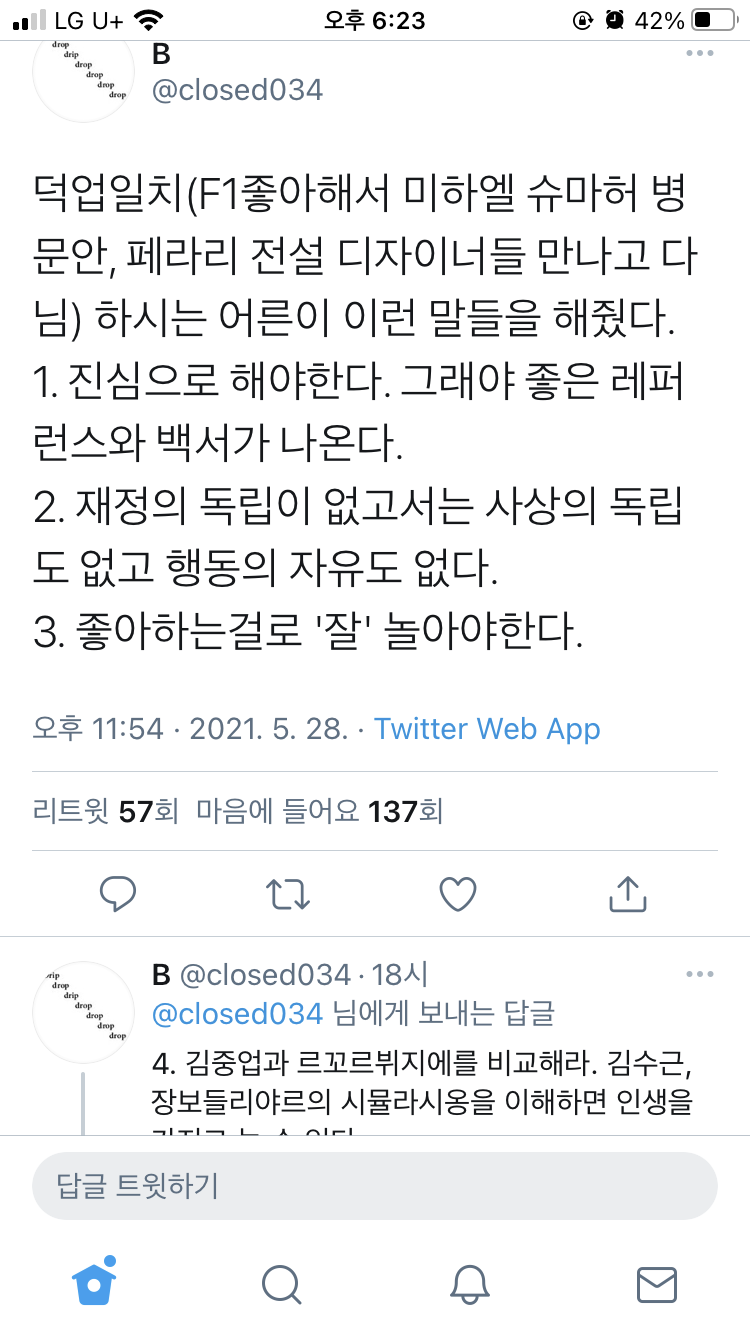 LG U+ 오후 6:23 42%
drop
drip
drop
drop
drop
drop
B
@closed034
덕업일치(F1좋아해서 미하엘 슈마허 병
문안, 페라리 전설 디자이너들 만나고 다
님) 하시는 어른이 이런 말들을 해줬다.
1. 진심으로 해야한다. 그래야 좋은 레퍼
런스와 백서가 나온다.
2. 재정의 독립이 없고서는 사상의 독립
도 없고 행동의 자유도 없다.
3. 좋아하는걸로 '잘' 놀아야한다.
오후 11:54 · 2021. 5. 28. · Twitter Web App
리트윗 57회 마음에 들어요 137회
drip
drop
drip
drop
drop
drop
drop
B @closed034 · 18시
@closed034 님에게 보내는 답글
4. 김중업과 르꼬르뷔지에를 비교해라. 김수근,
장보들리야르의 시뮬라시옹을 이해하면 인생을
답글 트윗하기